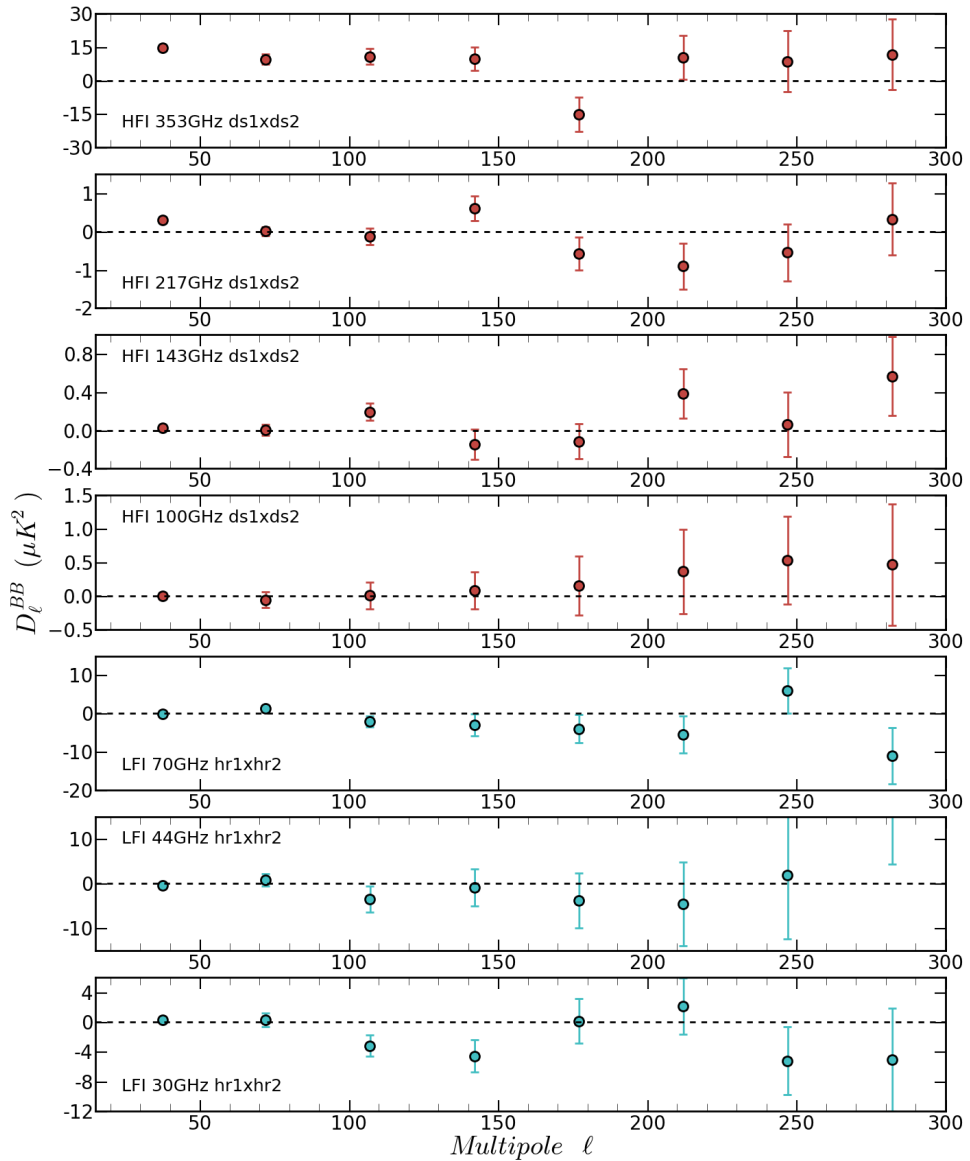 30
15
0
-15
-30
HFI 353GHz ds1xds2
50 100 150 200 250 300
1
0
-1
-2
HFI 217GHz ds1xds2
50 100 150 200 250 300
0.8
0.4
0.0
−0.4
HFI 143GHz ds1xds2
50 100 150 200 250 300
1.5
1.0
0.5
0.0
−0.5
HFI 100GHz ds1xds2
50 100 150 200 250 300
D_ℓ^{BB} (μK²)
10
0
-10
-20
LFI 70GHz hr1xhr2
50 100 150 200 250 300
10
0
-10
LFI 44GHz hr1xhr2
50 100 150 200 250 300
4
0
-4
-8
-12
LFI 30GHz hr1xhr2
50 100 150 200 250 300
Multipole ℓ